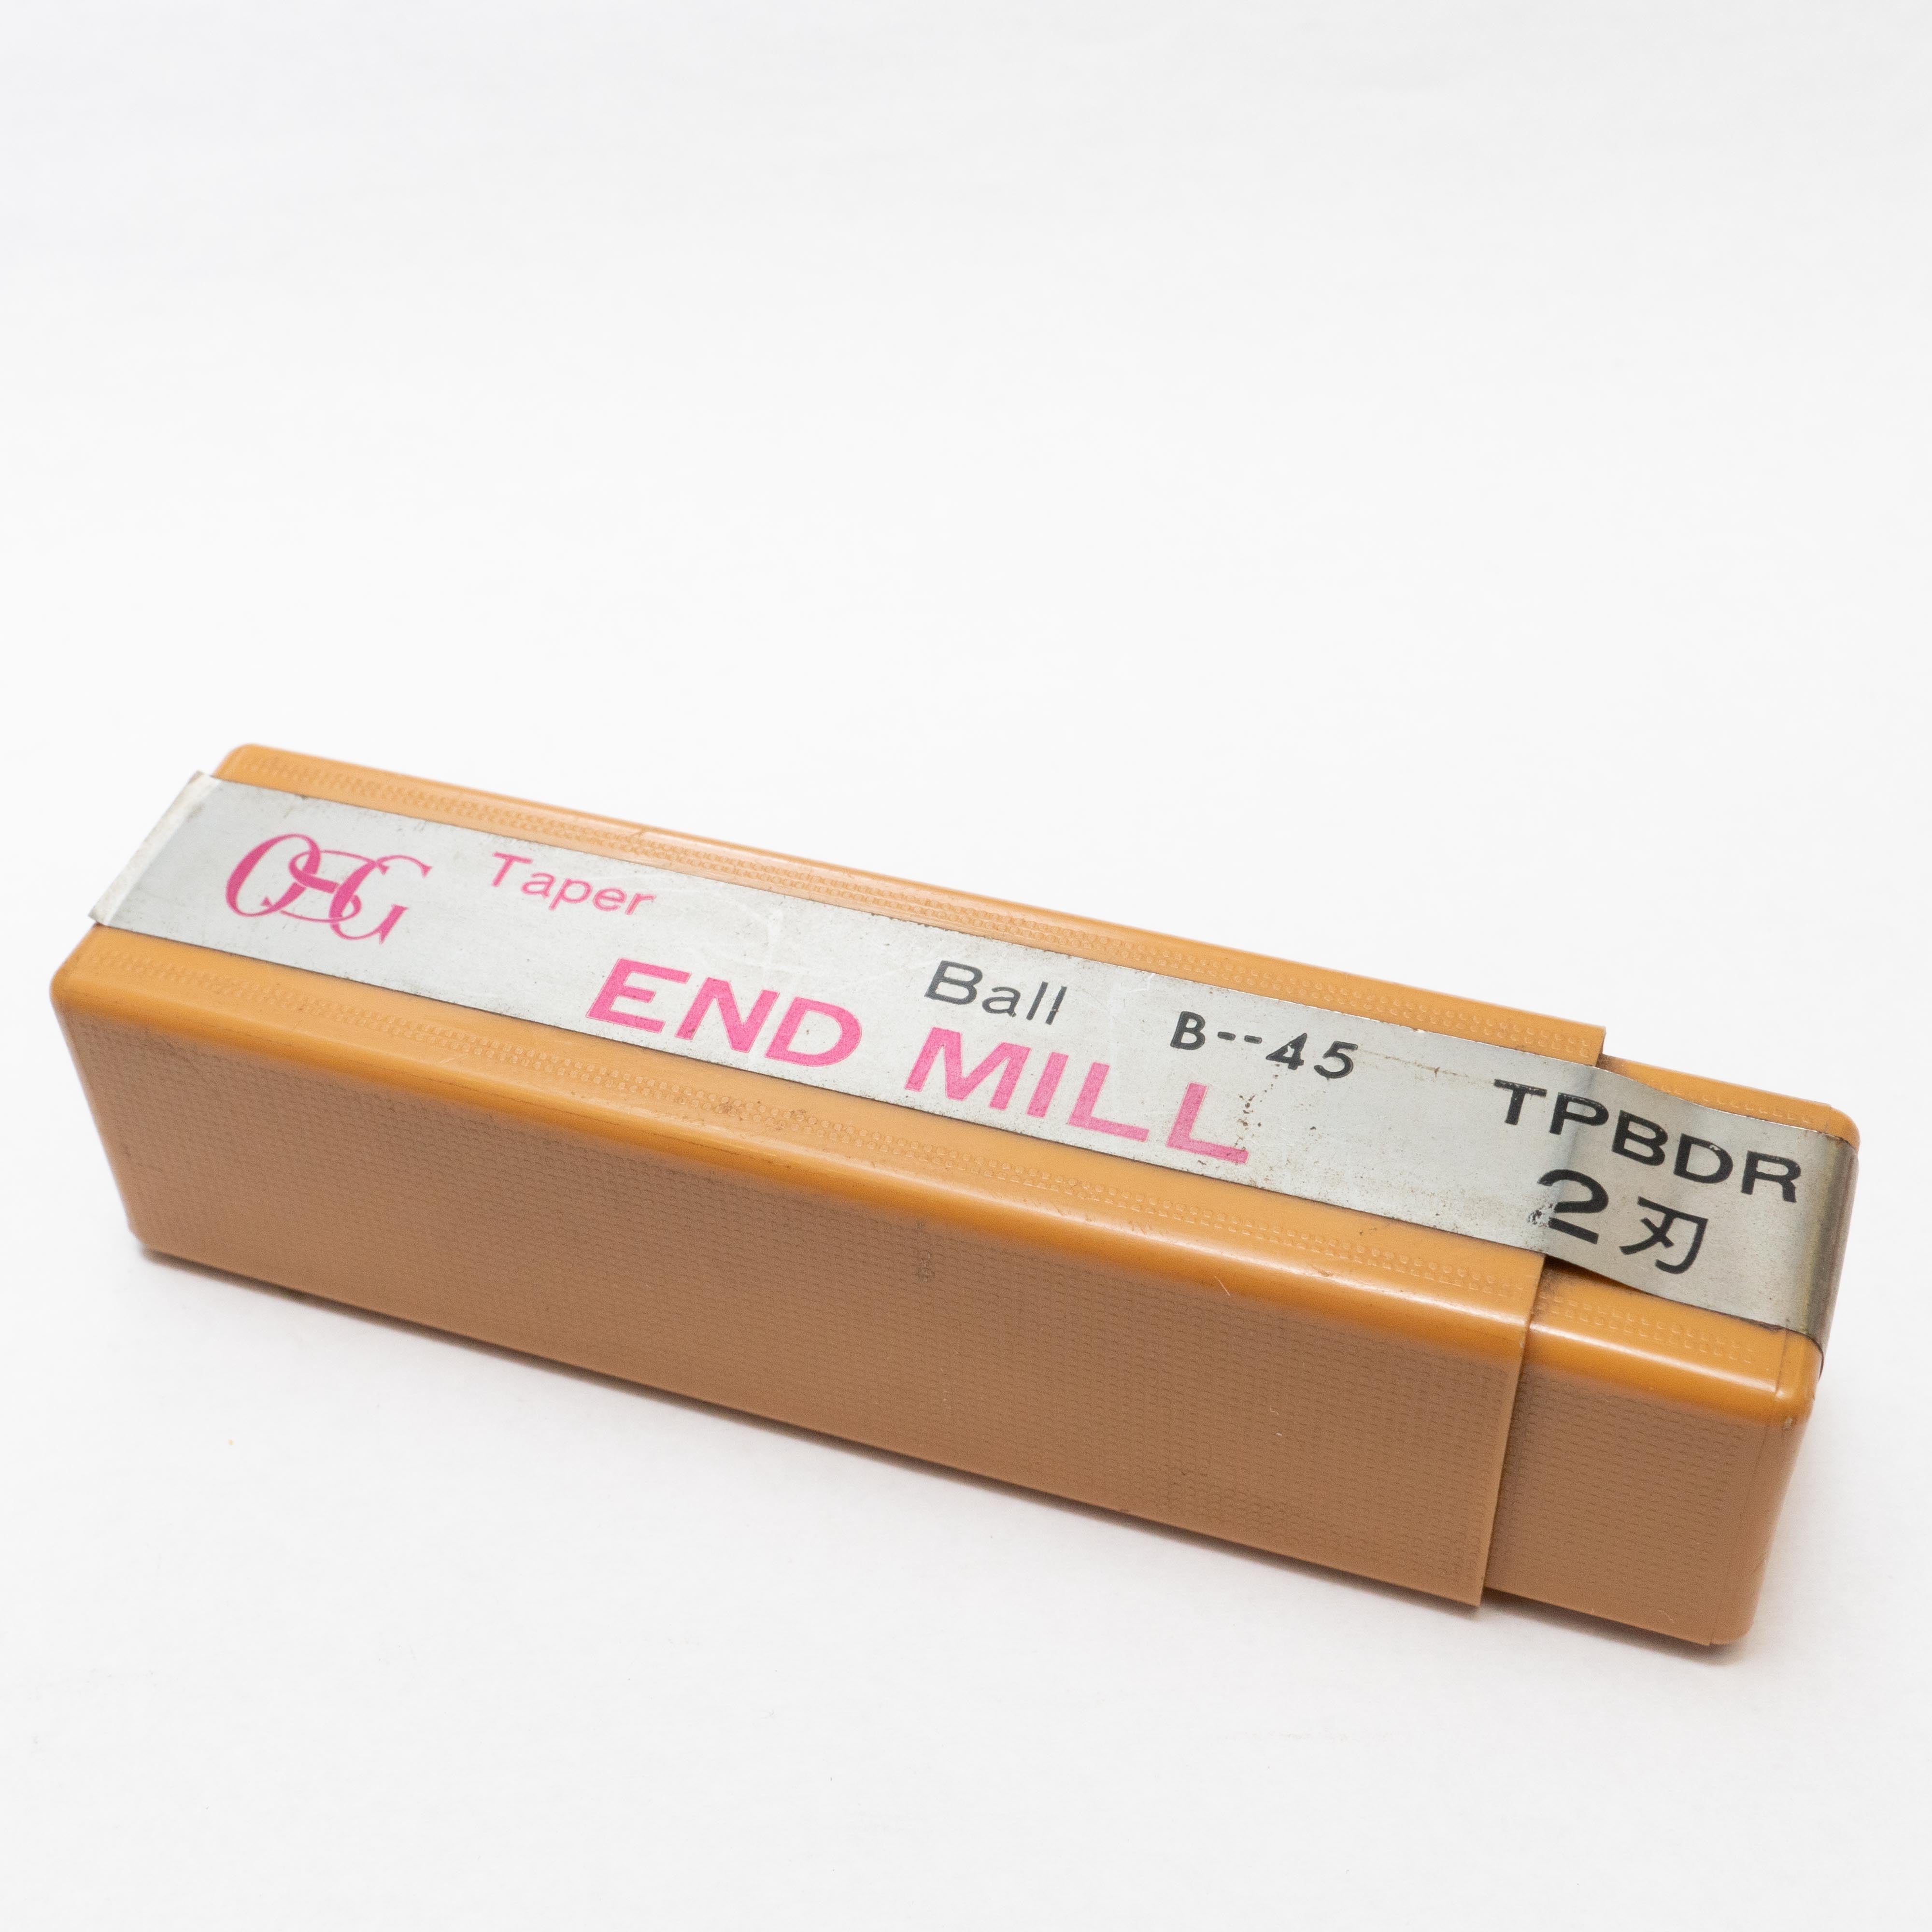 OSG Taper
Ball B--45
END MILL
TPBDR
2刃